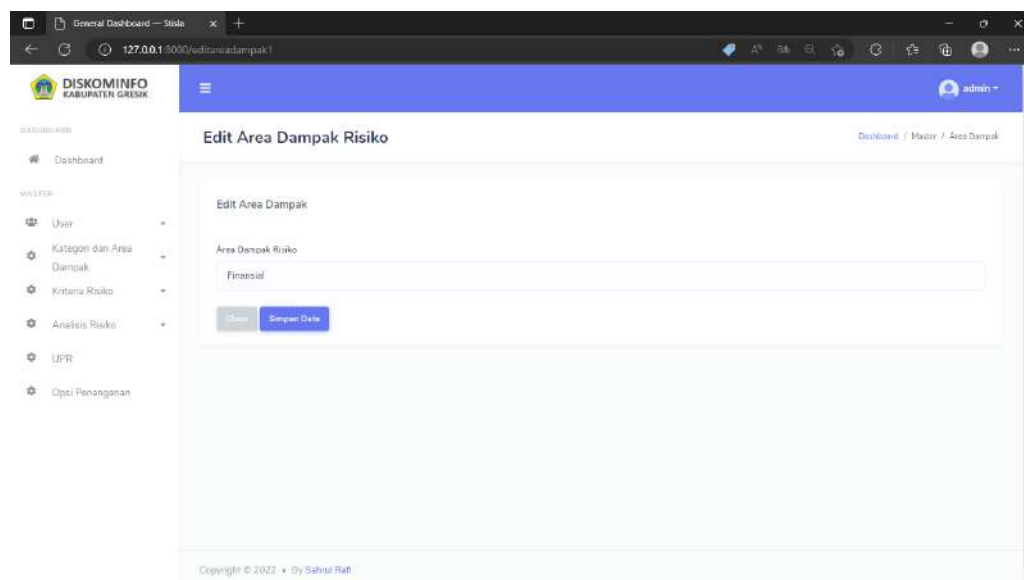 General Dashboard — Stisla
127.0.0.1:8000/editareadampak1
DISKOMINFO
KABUPATEN GRESIK
admin
DASHBOARD
Dashboard
MASTER
User
Kategori dan Area
Dampak
Kriteria Risiko
Analisis Risiko
UPR
Opsi Penanganan
Edit Area Dampak Risiko
Dashboard / Master / Area Dampak
Edit Area Dampak
Area Dampak Risiko
Finansial
Close
Simpan Data
Copyright © 2022 • By Sahrul Rafi